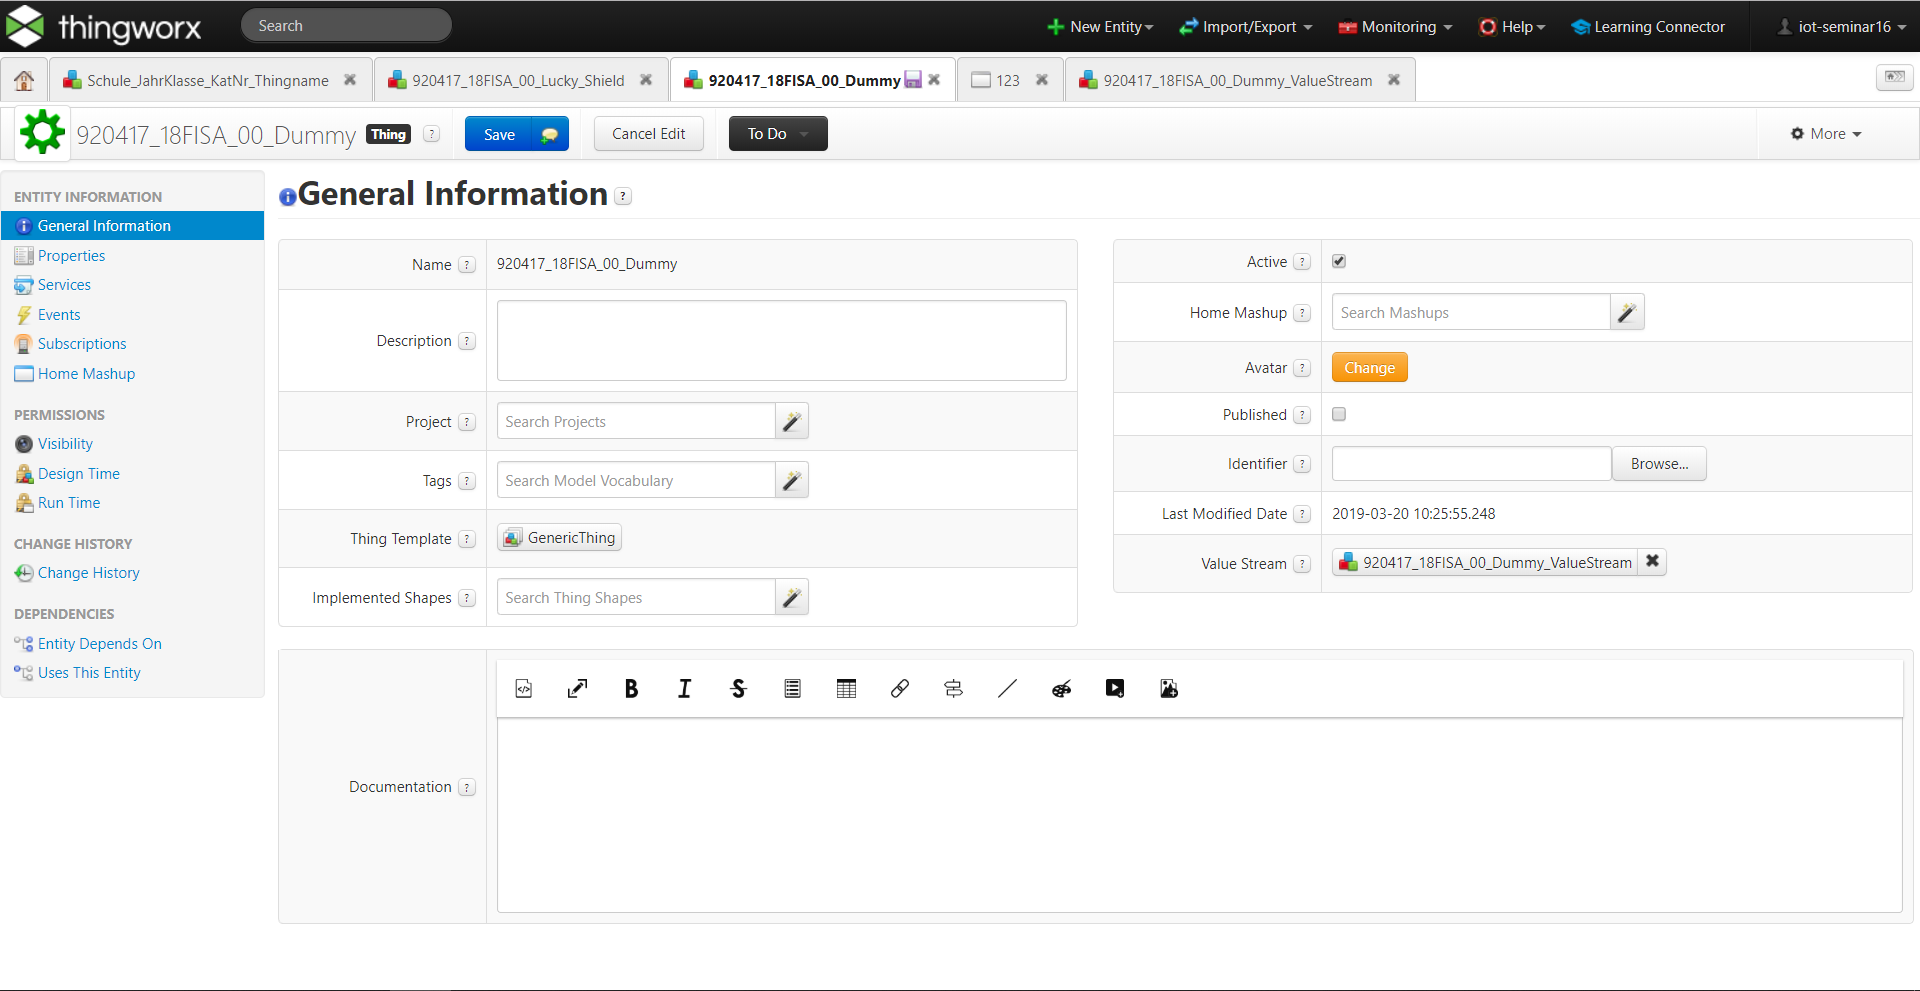 thingworx
Search
New Entity
Import/Export
Monitoring
Help
Learning Connector
iot-seminar16
Schule_JahrKlasse_KatNr_Thingname
920417_18FISA_00_Lucky_Shield
920417_18FISA_00_Dummy
123
920417_18FISA_00_Dummy_ValueStream
920417_18FISA_00_Dummy Thing ?
Save
Cancel Edit
To Do
More
ENTITY INFORMATION
General Information
Properties
Services
Events
Subscriptions
Home Mashup
PERMISSIONS
Visibility
Design Time
Run Time
CHANGE HISTORY
Change History
DEPENDENCIES
Entity Depends On
Uses This Entity
General Information ?
Name ? 920417_18FISA_00_Dummy
Description ?
Project ? Search Projects
Tags ? Search Model Vocabulary
Thing Template ? GenericThing
Implemented Shapes ? Search Thing Shapes
Active ?
Home Mashup ? Search Mashups
Avatar ? Change
Published ?
Identifier ? Browse...
Last Modified Date ? 2019-03-20 10:25:55.248
Value Stream ? 920417_18FISA_00_Dummy_ValueStream
B I S
Documentation ?